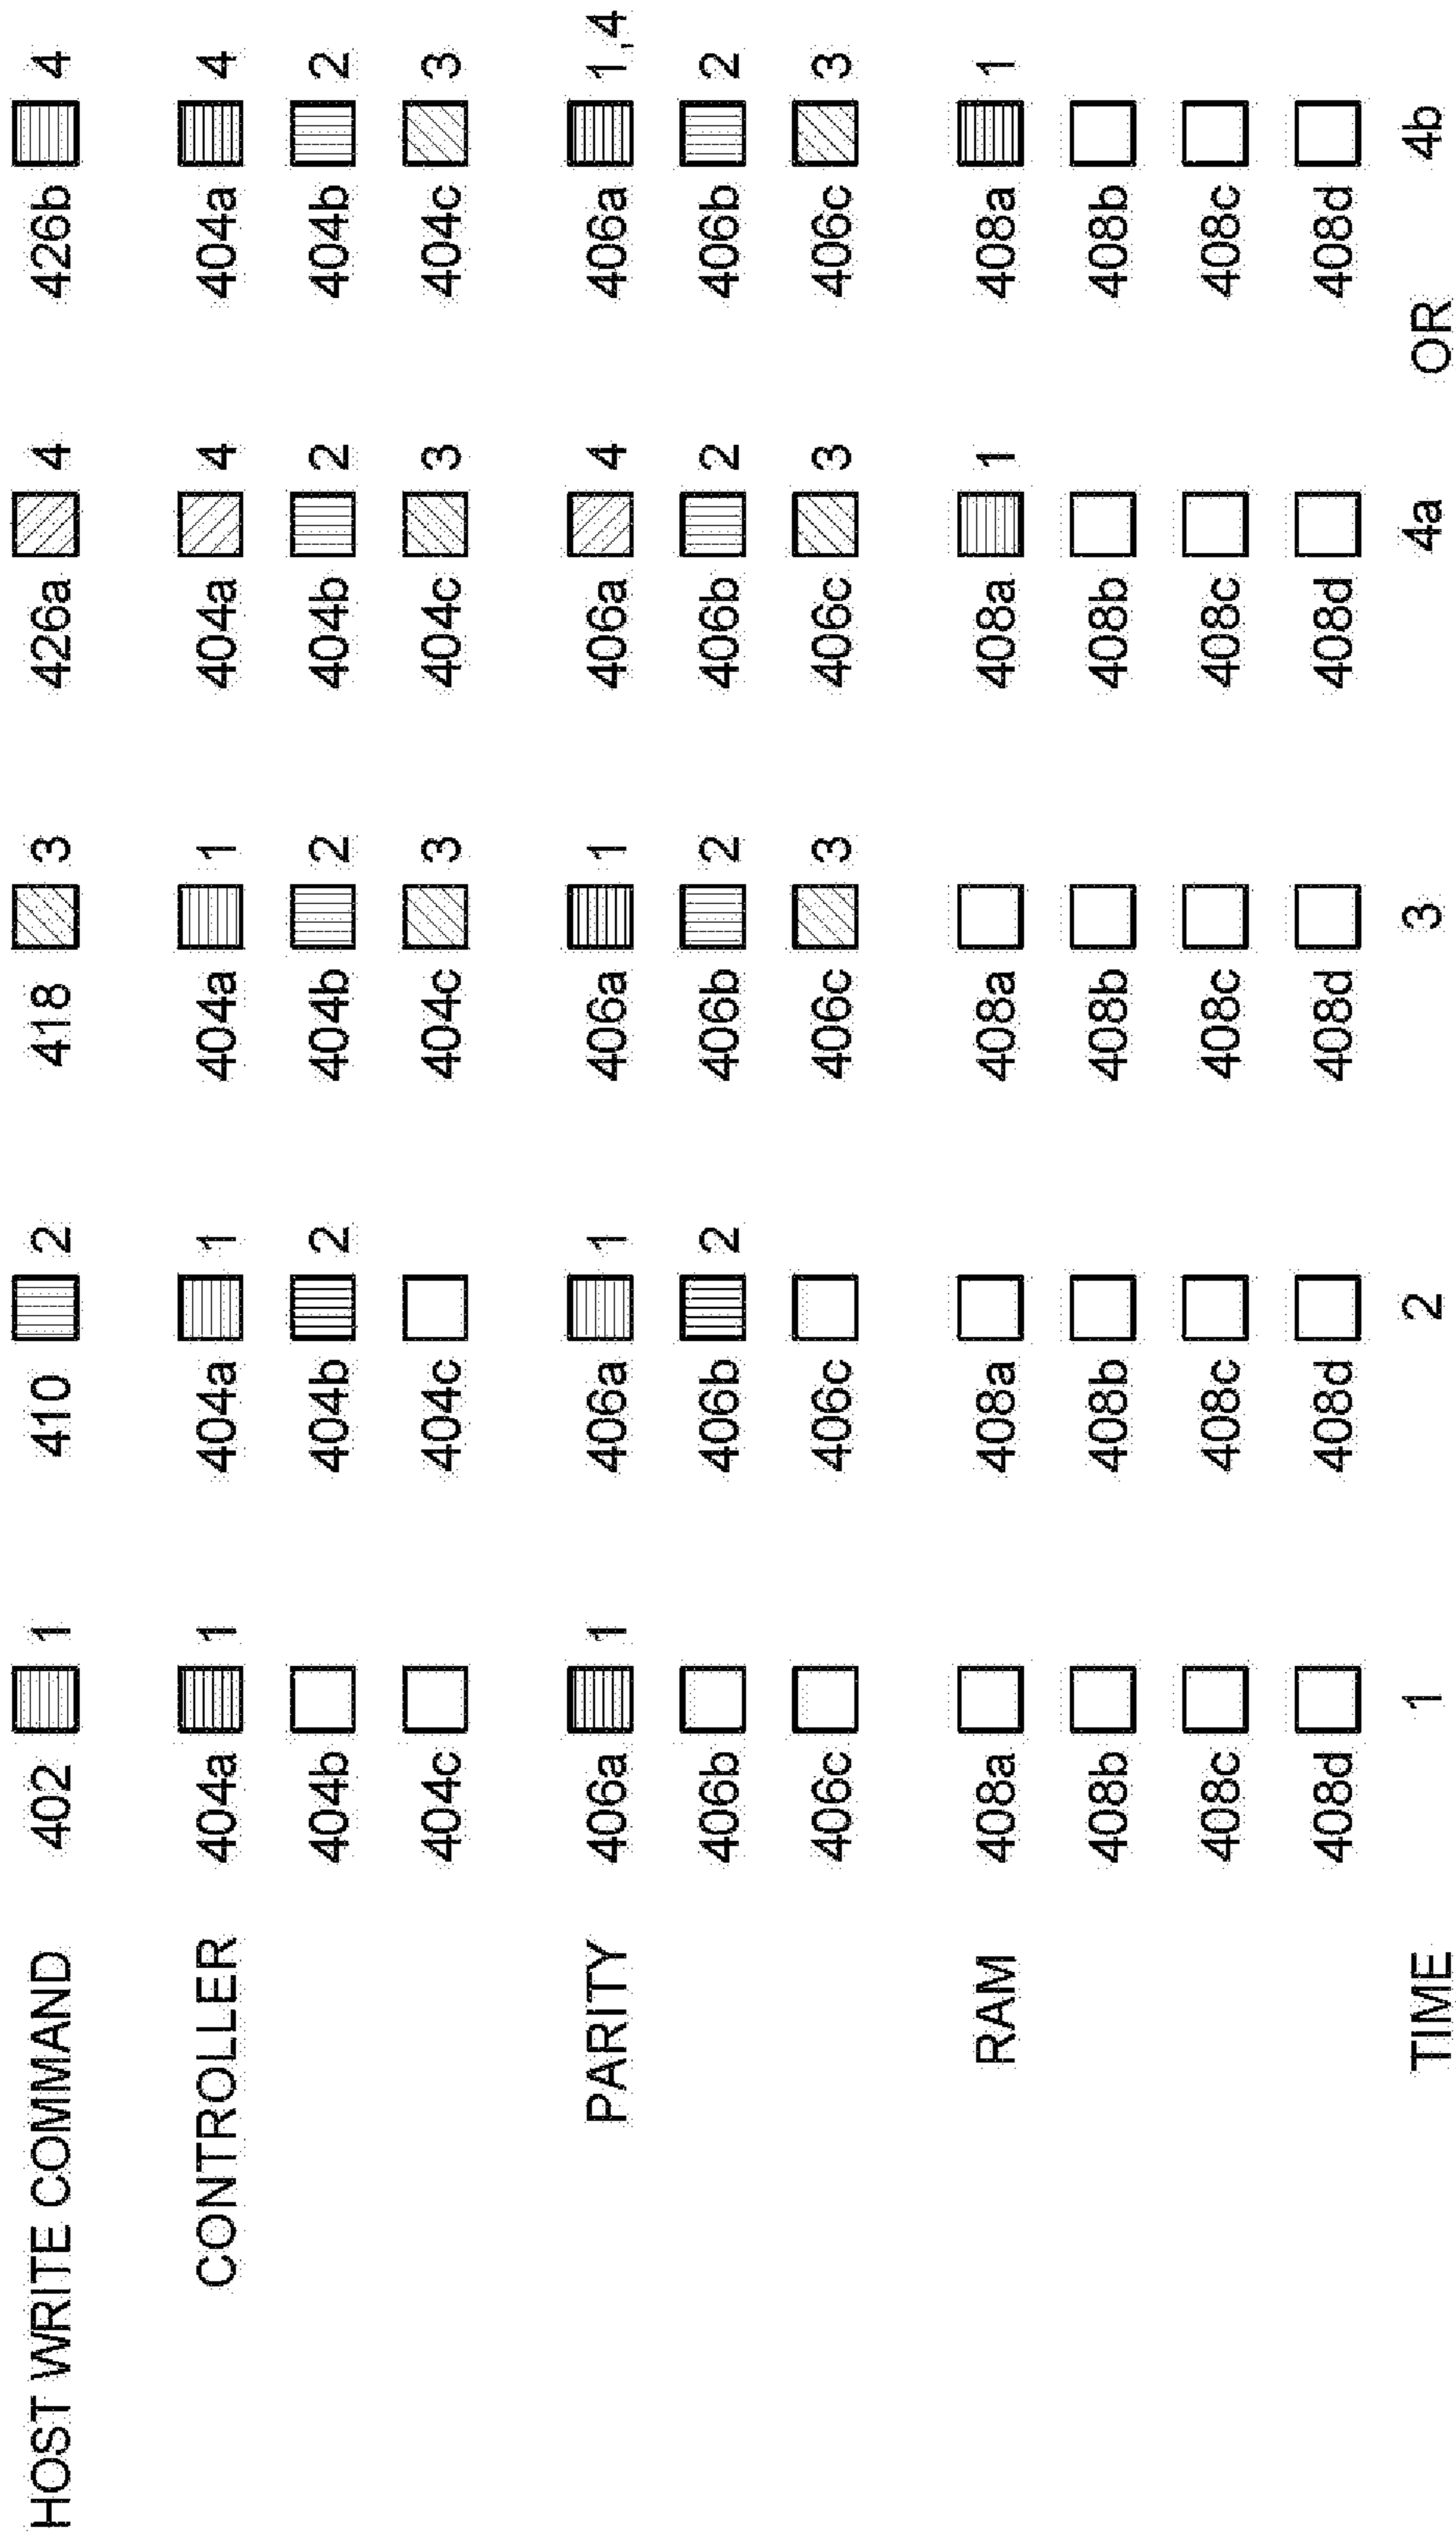 HOST WRITE COMMAND 402 1 410 2 418 3 426a 4 426b 4
CONTROLLER 404a 1 404a 1 404a 1 404a 4 404a 4
404b 404b 2 404b 2 404b 2 404b 2
404c 404c 404c 3 404c 3 404c 3
PARITY 406a 1 406a 1 406a 1 406a 4 406a 1,4
406b 406b 2 406b 2 406b 2 406b 2
406c 406c 406c 3 406c 3 406c 3
RAM 408a 408a 408a 408a 1 408a 1
408b 408b 408b 408b 408b
408c 408c 408c 408c 408c
408d 408d 408d 408d 408d
TIME 1 2 3 4a OR 4b